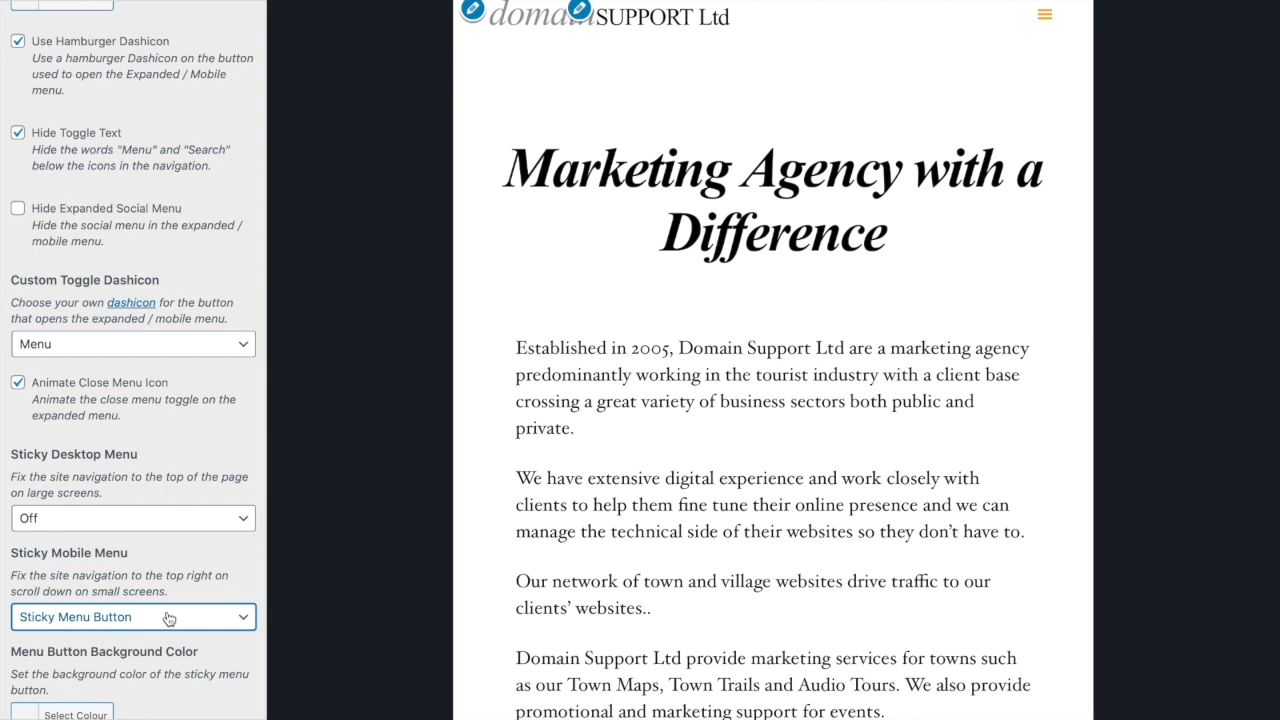 Use Hamburger Dashicon
Use a hamburger Dashicon on the button
used to open the Expanded / Mobile
menu.
Hide Toggle Text
Hide the words "Menu" and "Search"
below the icons in the navigation.
Hide Expanded Social Menu
Hide the social menu in the expanded /
mobile menu.
Custom Toggle Dashicon
Choose your own dashicon for the button
that opens the expanded / mobile menu.
Menu
Animate Close Menu Icon
Animate the close menu toggle on the
expanded menu.
Sticky Desktop Menu
Fix the site navigation to the top of the page
on large screens.
Off
Sticky Mobile Menu
Fix the site navigation to the top right on
scroll down on small screens.
Sticky Menu Button
Menu Button Background Color
Set the background color of the sticky menu
button.
Select Colour
domainSUPPORT Ltd
Marketing Agency with a
Difference
Established in 2005, Domain Support Ltd are a marketing agency
predominantly working in the tourist industry with a client base
crossing a great variety of business sectors both public and
private.
We have extensive digital experience and work closely with
clients to help them fine tune their online presence and we can
manage the technical side of their websites so they don't have to.
Our network of town and village websites drive traffic to our
clients' websites..
Domain Support Ltd provide marketing services for towns such
as our Town Maps, Town Trails and Audio Tours. We also provide
promotional and marketing support for events.